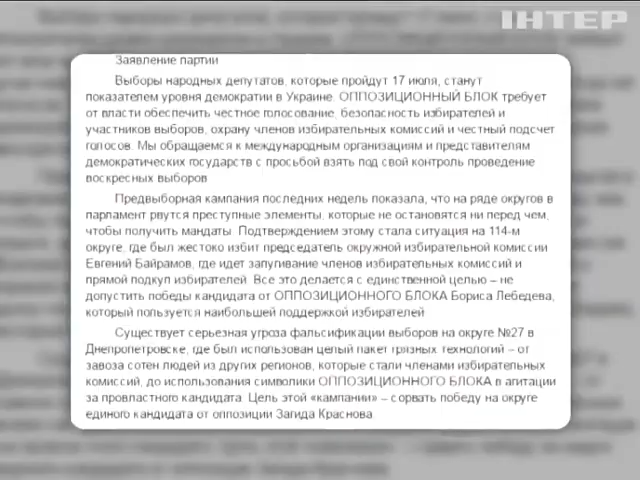 ІНТЕР
Заявление партии
Выборы народных депутатов, которые пройдут 17 июля, станут
показателем уровня демократии в Украине. ОППОЗИЦИОННЫЙ БЛОК требует
от власти обеспечить честное голосование, безопасность избирателей и
участников выборов, охрану членов избирательных комиссий и честный подсчет
голосов. Мы обращаемся к международным организациям и представителям
демократических государств с просьбой взять под свой контроль проведение
воскресных выборов
Предвыборная кампания последних недель показала, что на ряде округов в
парламент рвутся преступные элементы, которые не остановятся ни перед чем,
чтобы получить мандаты. Подтверждением этому стала ситуация на 114-м
округе, где был жестоко избит председатель окружной избирательной комиссии
Евгений Байрамов, где идет запугивание членов избирательных комиссий и
прямой подкуп избирателей. Все это делается с единственной целью – не
допустить победы кандидата от ОППОЗИЦИОННОГО БЛОКА Бориса Лебедева,
который пользуется наибольшей поддержкой избирателей
Существует серьезная угроза фальсификации выборов на округе №27 в
Днепропетровске, где был использован целый пакет грязных технологий – от
завоза сотен людей из других регионов, которые стали членами избирательных
комиссий, до использования символики ОППОЗИЦИОННОГО БЛОКА в агитации
за провластного кандидата. Цель этой «кампании» – сорвать победу на округе
единого кандидата от оппозиции Загида Краснова